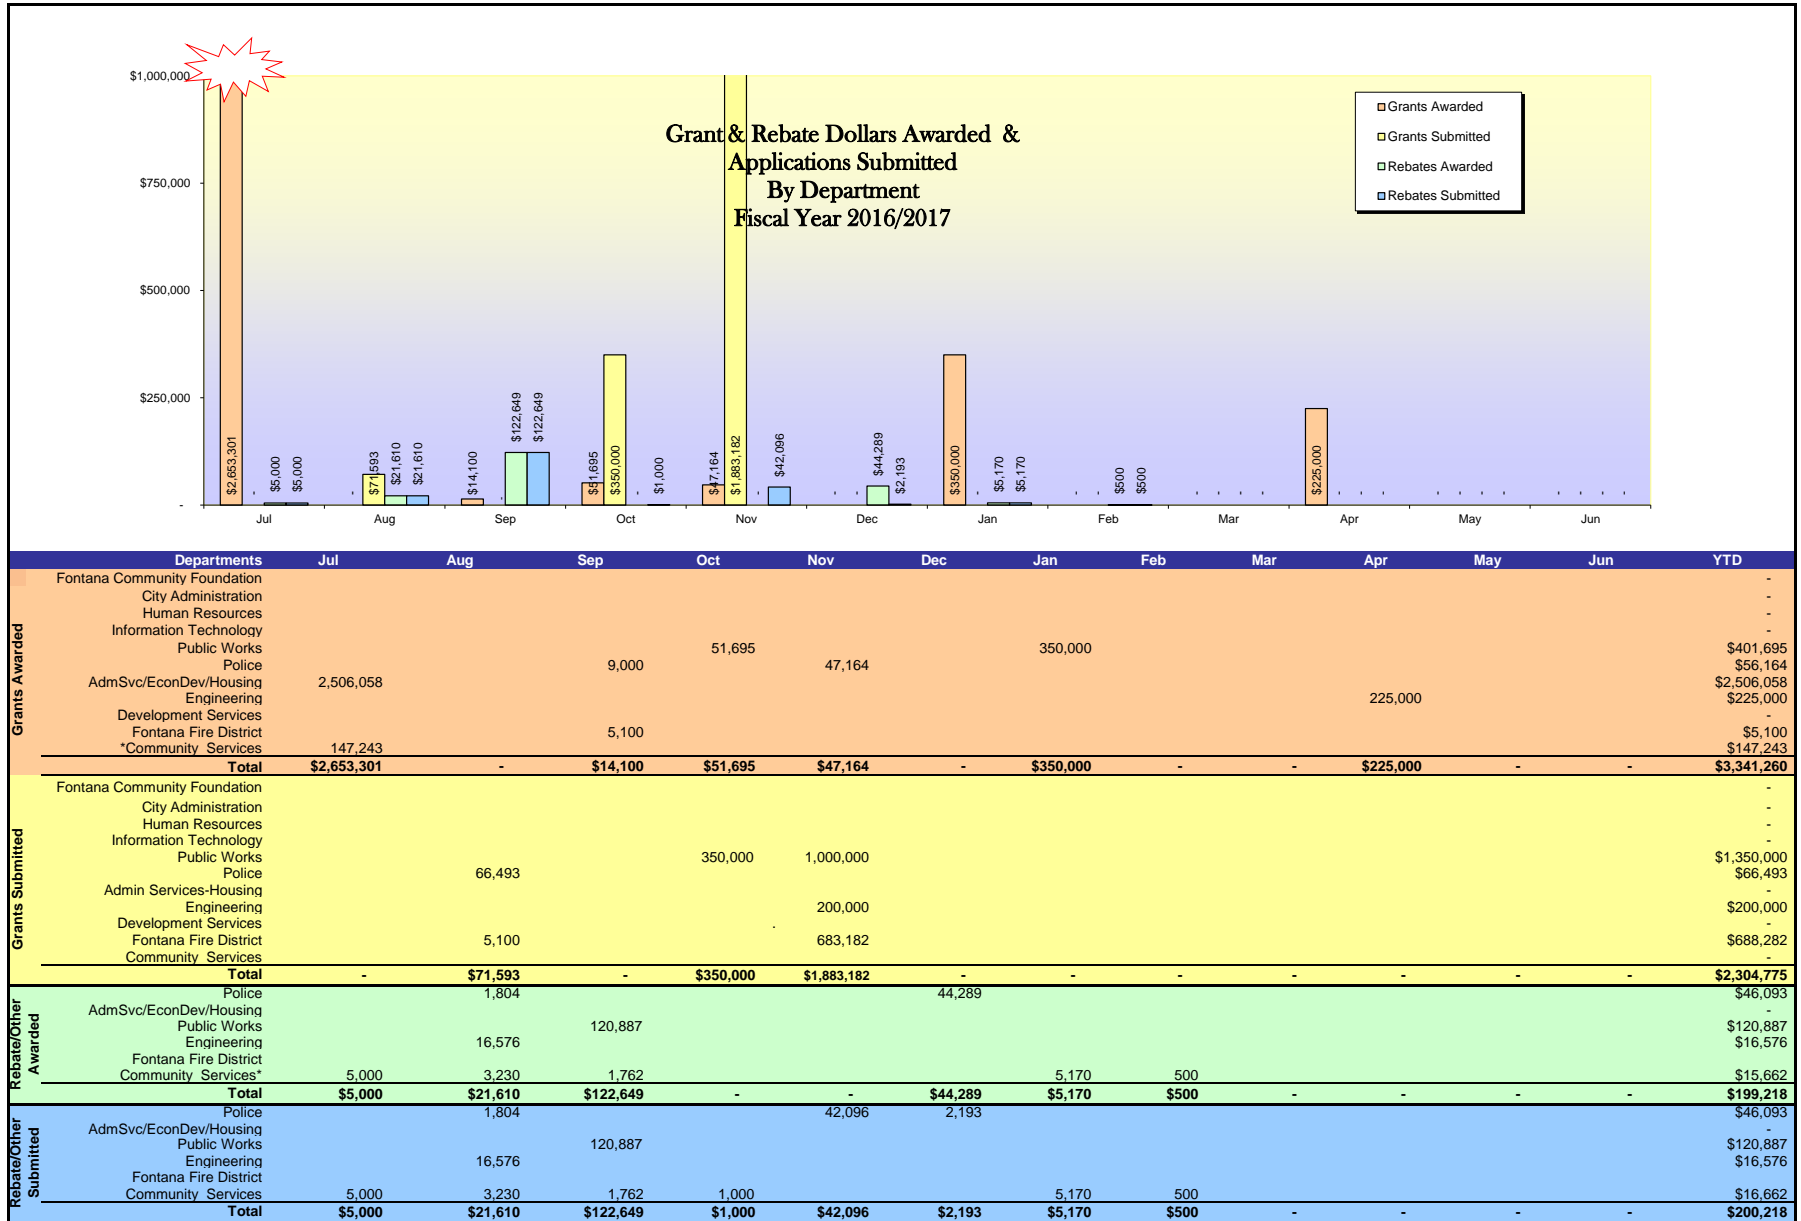 Grant & Rebate Dollars Awarded &
Applications Submitted
By Department
Fiscal Year 2016/2017
Grants Awarded
Grants Submitted
Rebates Awarded
Rebates Submitted
$1,000,000
$750,000
$500,000
$250,000
-
$2,653,301
$5,000
$5,000
$71,593
$21,610
$21,610
$14,100
$122,649
$122,649
$51,695
$350,000
$1,000
$47,164
$1,883,182
$42,096
$44,289
$2,193
$350,000
$5,170
$5,170
$500
$500
$225,000
Jul Aug Sep Oct Nov Dec Jan Feb Mar Apr May Jun
Departments Jul Aug Sep Oct Nov Dec Jan Feb Mar Apr May Jun YTD
Grants Awarded
Fontana Community Foundation -
City Administration -
Human Resources -
Information Technology -
Public Works 51,695 350,000 $401,695
Police 9,000 47,164 $56,164
AdmSvc/EconDev/Housing 2,506,058 $2,506,058
Engineering 225,000 $225,000
Development Services -
Fontana Fire District 5,100 $5,100
*Community Services 147,243 $147,243
Total $2,653,301 - $14,100 $51,695 $47,164 - $350,000 - - $225,000 - - $3,341,260
Grants Submitted
Fontana Community Foundation -
City Administration -
Human Resources -
Information Technology -
Public Works 350,000 1,000,000 $1,350,000
Police 66,493 $66,493
Admin Services-Housing -
Engineering 200,000 $200,000
Development Services . -
Fontana Fire District 5,100 683,182 $688,282
Community Services -
Total - $71,593 - $350,000 $1,883,182 - - - - - - - $2,304,775
Rebate/Other
Awarded
Police 1,804 44,289 $46,093
AdmSvc/EconDev/Housing -
Public Works 120,887 $120,887
Engineering 16,576 $16,576
Fontana Fire District
Community Services* 5,000 3,230 1,762 5,170 500 $15,662
Total $5,000 $21,610 $122,649 - - $44,289 $5,170 $500 - - - - $199,218
Rebate/Other
Submitted
Police 1,804 42,096 2,193 $46,093
AdmSvc/EconDev/Housing -
Public Works 120,887 $120,887
Engineering 16,576 $16,576
Fontana Fire District
Community Services 5,000 3,230 1,762 1,000 5,170 500 $16,662
Total $5,000 $21,610 $122,649 $1,000 $42,096 $2,193 $5,170 $500 - - - - $200,218